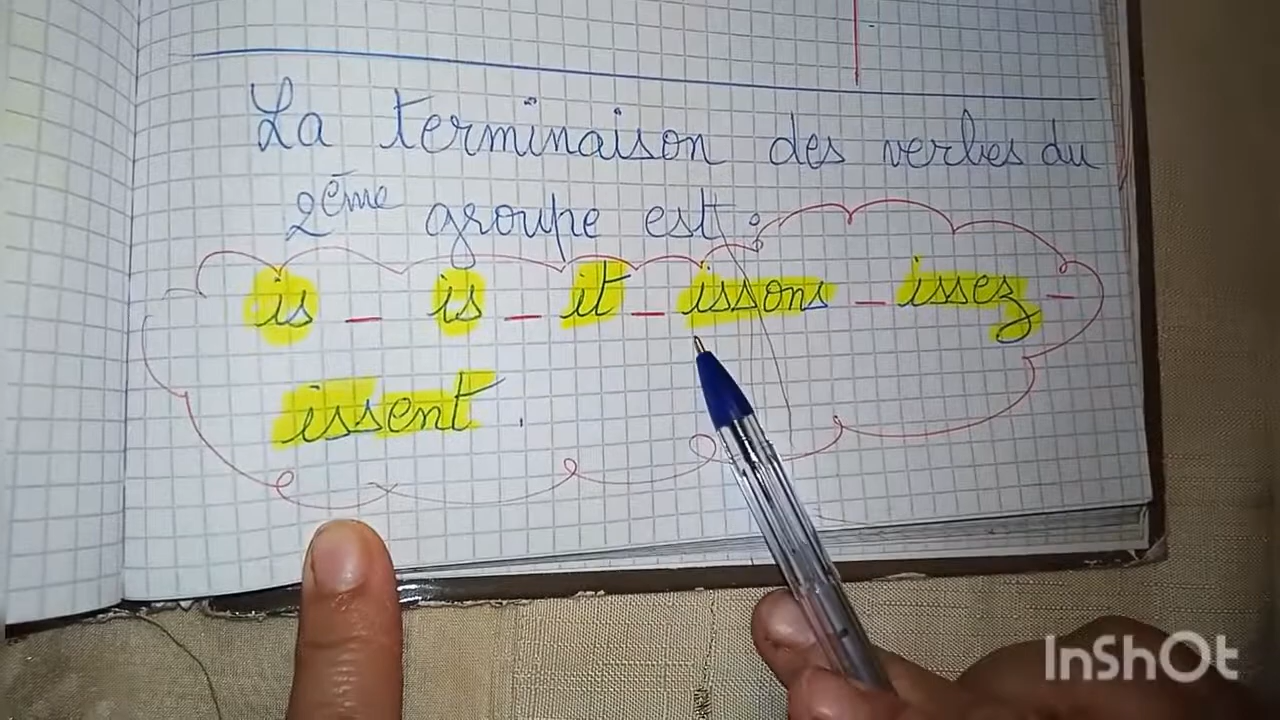 La terminaison des verbes du
2ème groupe est :
is _ is _ it _ issons _ issez _
issent .
InShOt